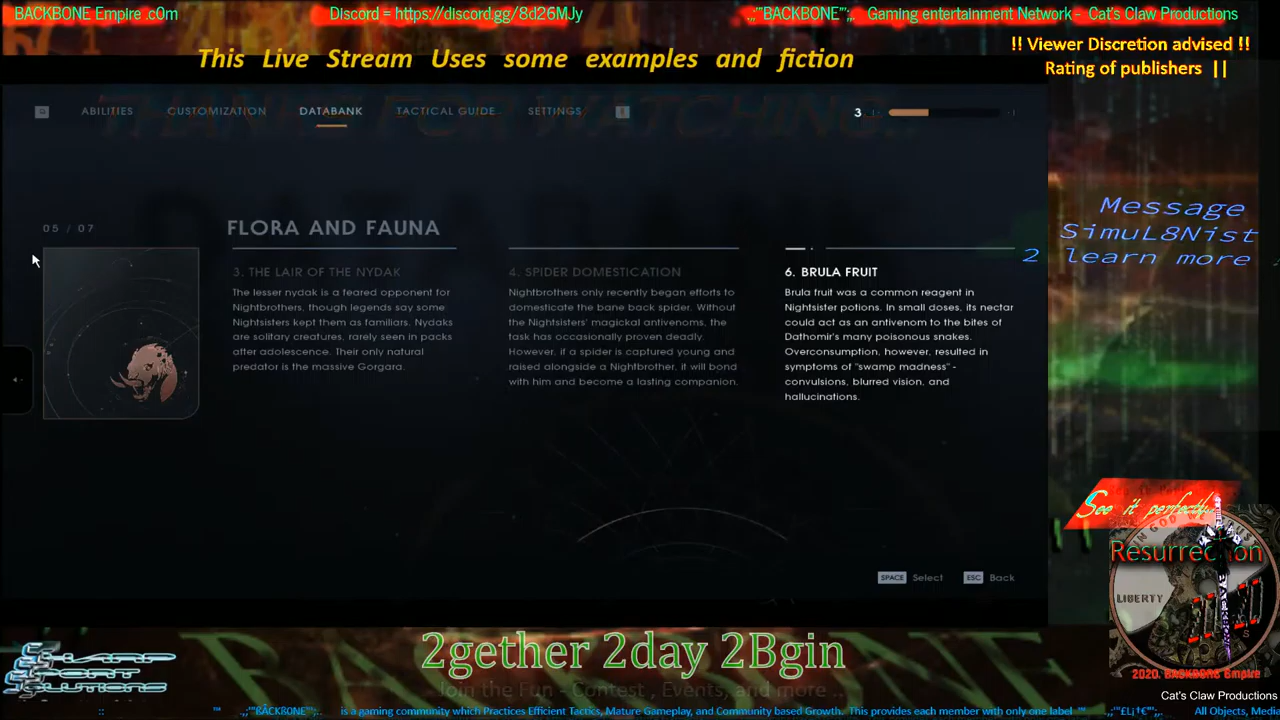 BACKBONE Empire .c0m
Discord = https://discord.gg/8d26MJy
.;;'"BACKBONE"';;. Gaming entertainment Network - Cat's Claw Productions
This Live Stream Uses some examples and fiction
!! Viewer Discretion advised !!
Rating of publishers ||
ABILITIES CUSTOMIZATION DATABANK TACTICAL GUIDE SETTINGS
3
THANKS FOR WATCHING..
05 / 07
FLORA AND FAUNA
3. THE LAIR OF THE NYDAK
The lesser nydak is a feared opponent for
Nightbrothers, though legends say some
Nightsisters kept them as familiars. Nydaks
are solitary creatures, rarely seen in packs
after adolescence. Their only natural
predator is the massive Gorgara.
4. SPIDER DOMESTICATION
Nightbrothers only recently began efforts to
domesticate the bane back spider. Without
the Nightsisters' magickal antivenoms, the
task has occasionally proven deadly.
However, if a spider is captured young and
raised alongside a Nightbrother, it will bond
with him and become a lasting companion.
6. BRULA FRUIT
Brula fruit was a common reagent in
Nightsister potions. In small doses, its nectar
could act as an antivenom to the bites of
Dathomir's many poisonous snakes.
Overconsumption, however, resulted in
symptoms of "swamp madness" -
convulsions, blurred vision, and
hallucinations.
Message
SimuL8Nist
2 learn more
SPACE Select ESC Back
See it perfectly
Resurrection
LIBERTY
2020. BACKBONE Empire
Cat's Claw Productions
2gether 2day 2Bgin
Join the Fun - Contest , Events, and more ..
is a gaming community which Practices Efficient Tactics, Mature Gameplay, and Community based Growth. This provides each member with only one label ™
All Objects, Medi